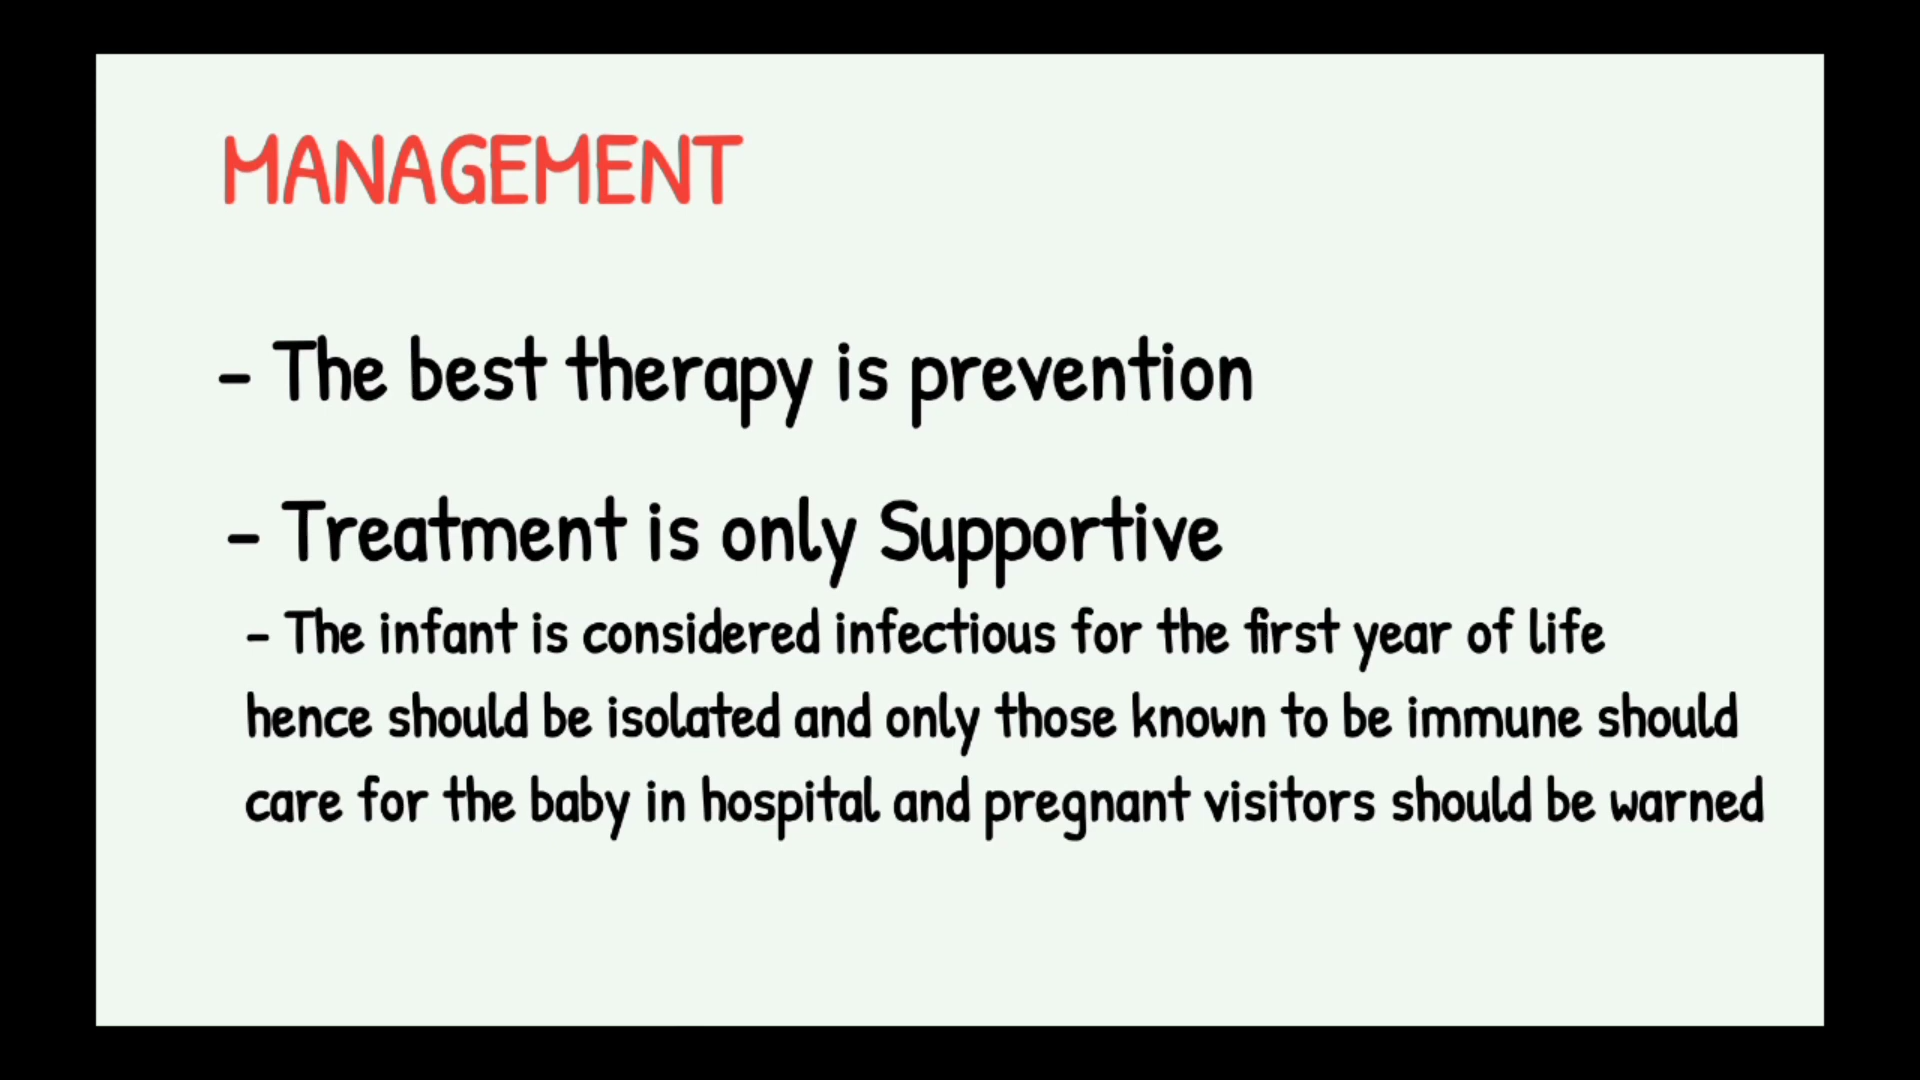 MANAGEMENT
- The best therapy is prevention
- Treatment is only Supportive
- The infant is considered infectious for the first year of life
hence should be isolated and only those known to be immune should
care for the baby in hospital and pregnant visitors should be warned